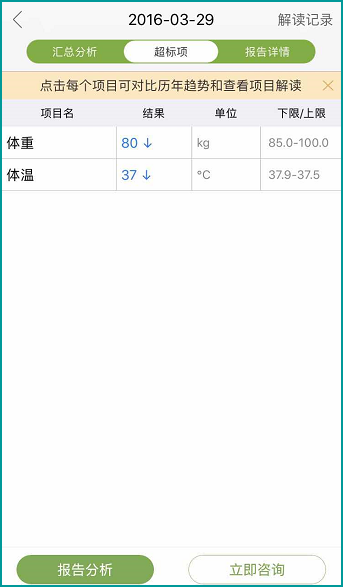 2016-03-29 解读记录
汇总分析 超标项 报告详情
点击每个项目可对比历年趋势和查看项目解读
项目名 结果 单位 下限/上限
体重 80 ↓ kg 85.0-100.0
体温 37 ↓ °C 37.9-37.5
报告分析 立即咨询